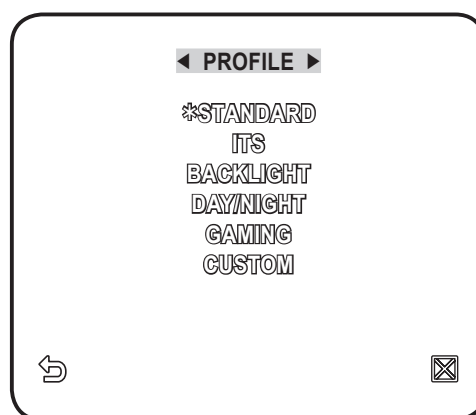 ◄ PROFILE ►
*STANDARD
ITS
BACKLIGHT
DAY/NIGHT
GAMING
CUSTOM